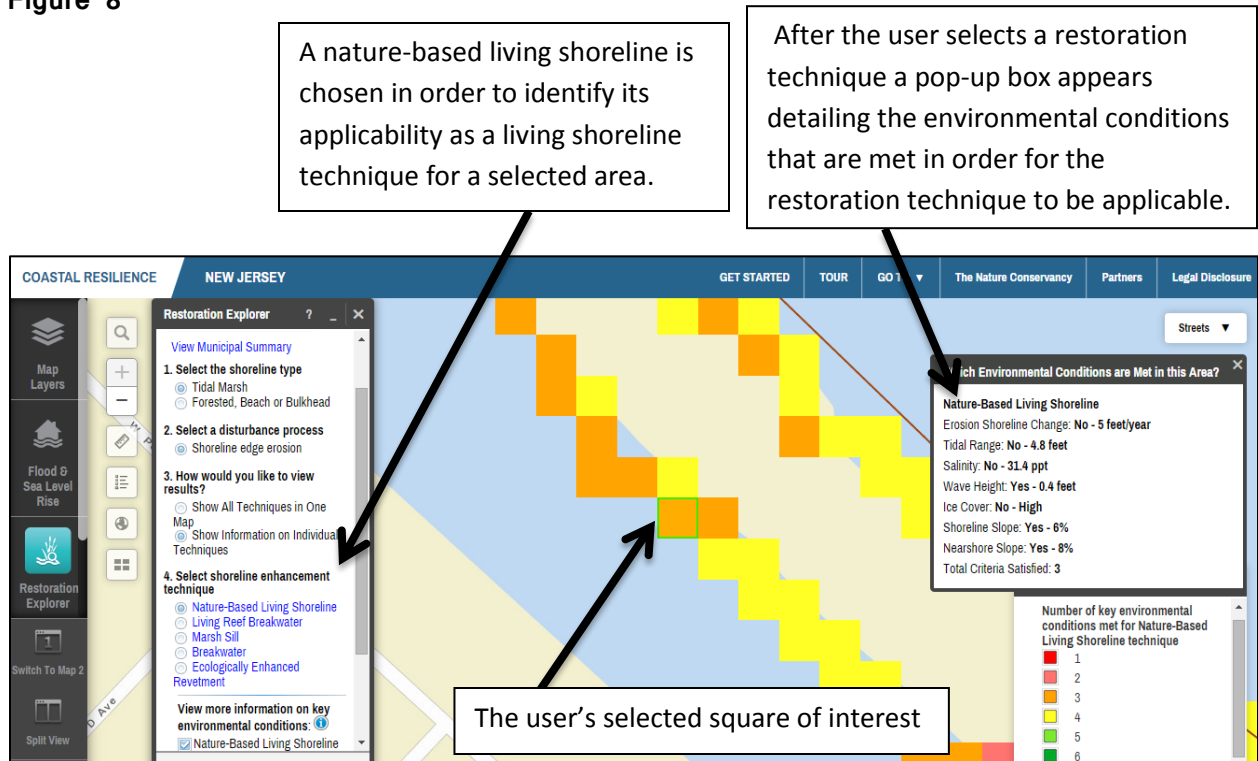 Figure 8
A nature-based living shoreline is
chosen in order to identify its
applicability as a living shoreline
technique for a selected area.
After the user selects a restoration
technique a pop-up box appears
detailing the environmental conditions
that are met in order for the
restoration technique to be applicable.
COASTAL RESILIENCE
NEW JERSEY
GET STARTED
TOUR
GO
The Nature Conservancy
Partners
Legal Disclosure
Map
Layers
Flood &
Sea Level
Rise
Restoration
Explorer
1
Switch To Map 2
Split View
D Ave
Restoration Explorer ? _ X
View Municipal Summary
1. Select the shoreline type
Tidal Marsh
Forested, Beach or Bulkhead
2. Select a disturbance process
Shoreline edge erosion
3. How would you like to view
results?
Show All Techniques in One
Map
Show Information on Individual
Techniques
4. Select shoreline enhancement
technique
Nature-Based Living Shoreline
Living Reef Breakwater
Marsh Sill
Breakwater
Ecologically Enhanced
Revetment
View more information on key
environmental conditions:
Nature-Based Living Shoreline
The user's selected square of interest
Streets
Environmental Conditions are Met in this Area?
Nature-Based Living Shoreline
Erosion Shoreline Change: No - 5 feet/year
Tidal Range: No - 4.8 feet
Salinity: No - 31.4 ppt
Wave Height: Yes - 0.4 feet
Ice Cover: No - High
Shoreline Slope: Yes - 6%
Nearshore Slope: Yes - 8%
Total Criteria Satisfied: 3
Number of key environmental
conditions met for Nature-Based
Living Shoreline technique
1
2
3
4
5
6